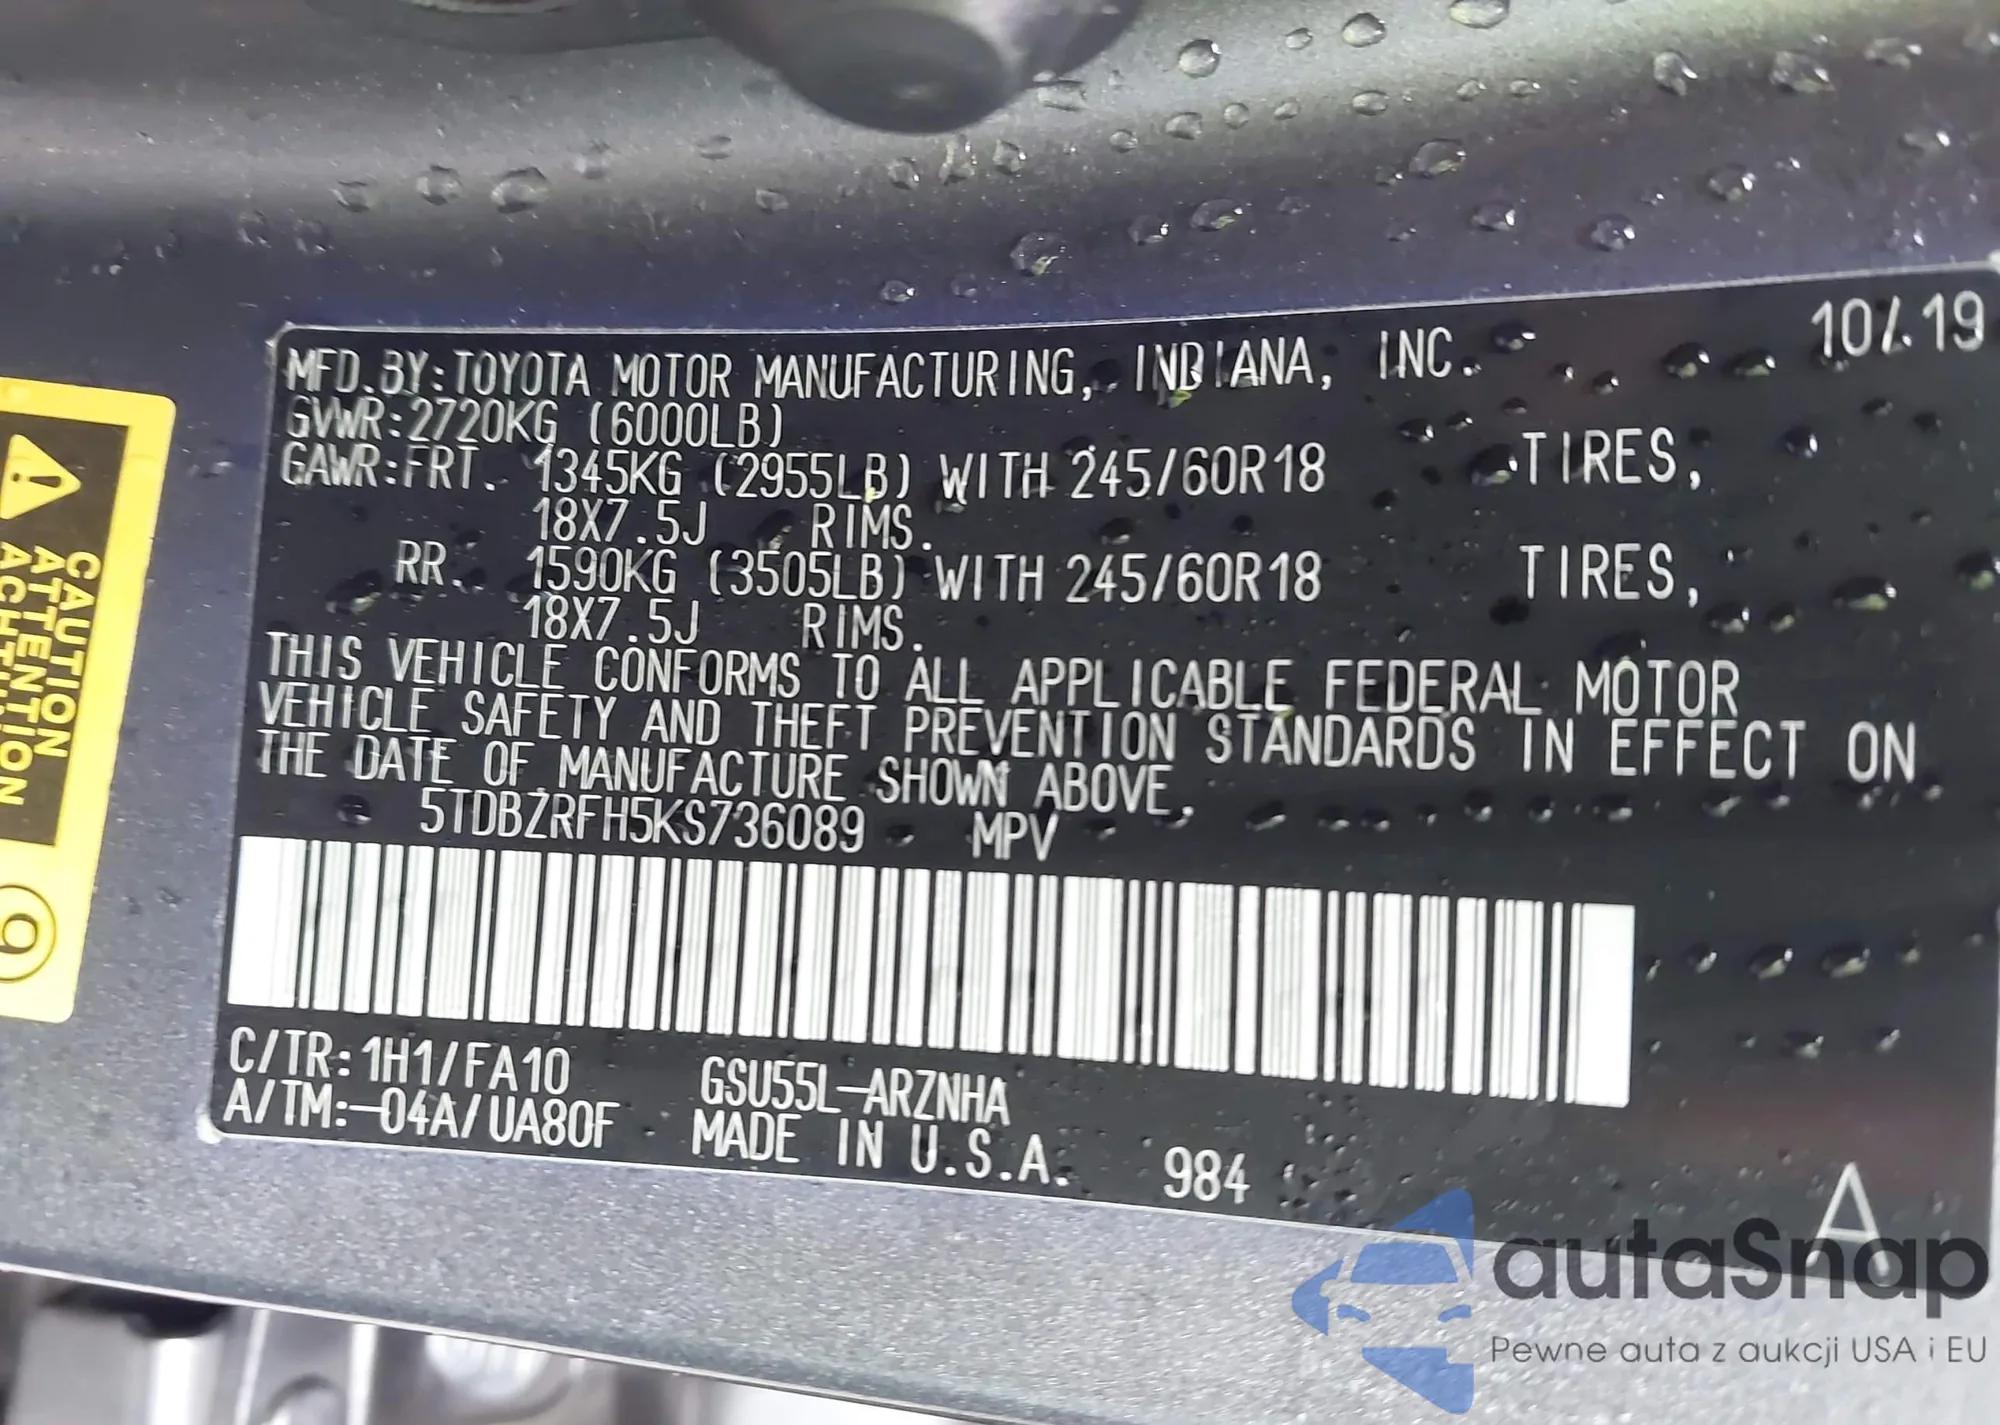 10/19
MFD.BY:TOYOTA MOTOR MANUFACTURING, INDIANA, INC.
GVWR:2720KG (6000LB)
GAWR:FRT. 1345KG (2955LB) WITH 245/60R18 TIRES,
18X7.5J RIMS.
RR. 1590KG (3505LB) WITH 245/60R18 TIRES,
18X7.5J RIMS.
THIS VEHICLE CONFORMS TO ALL APPLICABLE FEDERAL MOTOR
VEHICLE SAFETY AND THEFT PREVENTION STANDARDS IN EFFECT ON
THE DATE OF MANUFACTURE SHOWN ABOVE.
5TDBZRFH5KS736089 MPV
C/TR:1H1/FA10 GSU55L-ARZNHA
A/TM:-04A/UA80F MADE IN U.S.A. 984
A
CAUTION
ATTENTION
ACHTUNG
autaSnap
Pewne auta z aukcji USA i EU